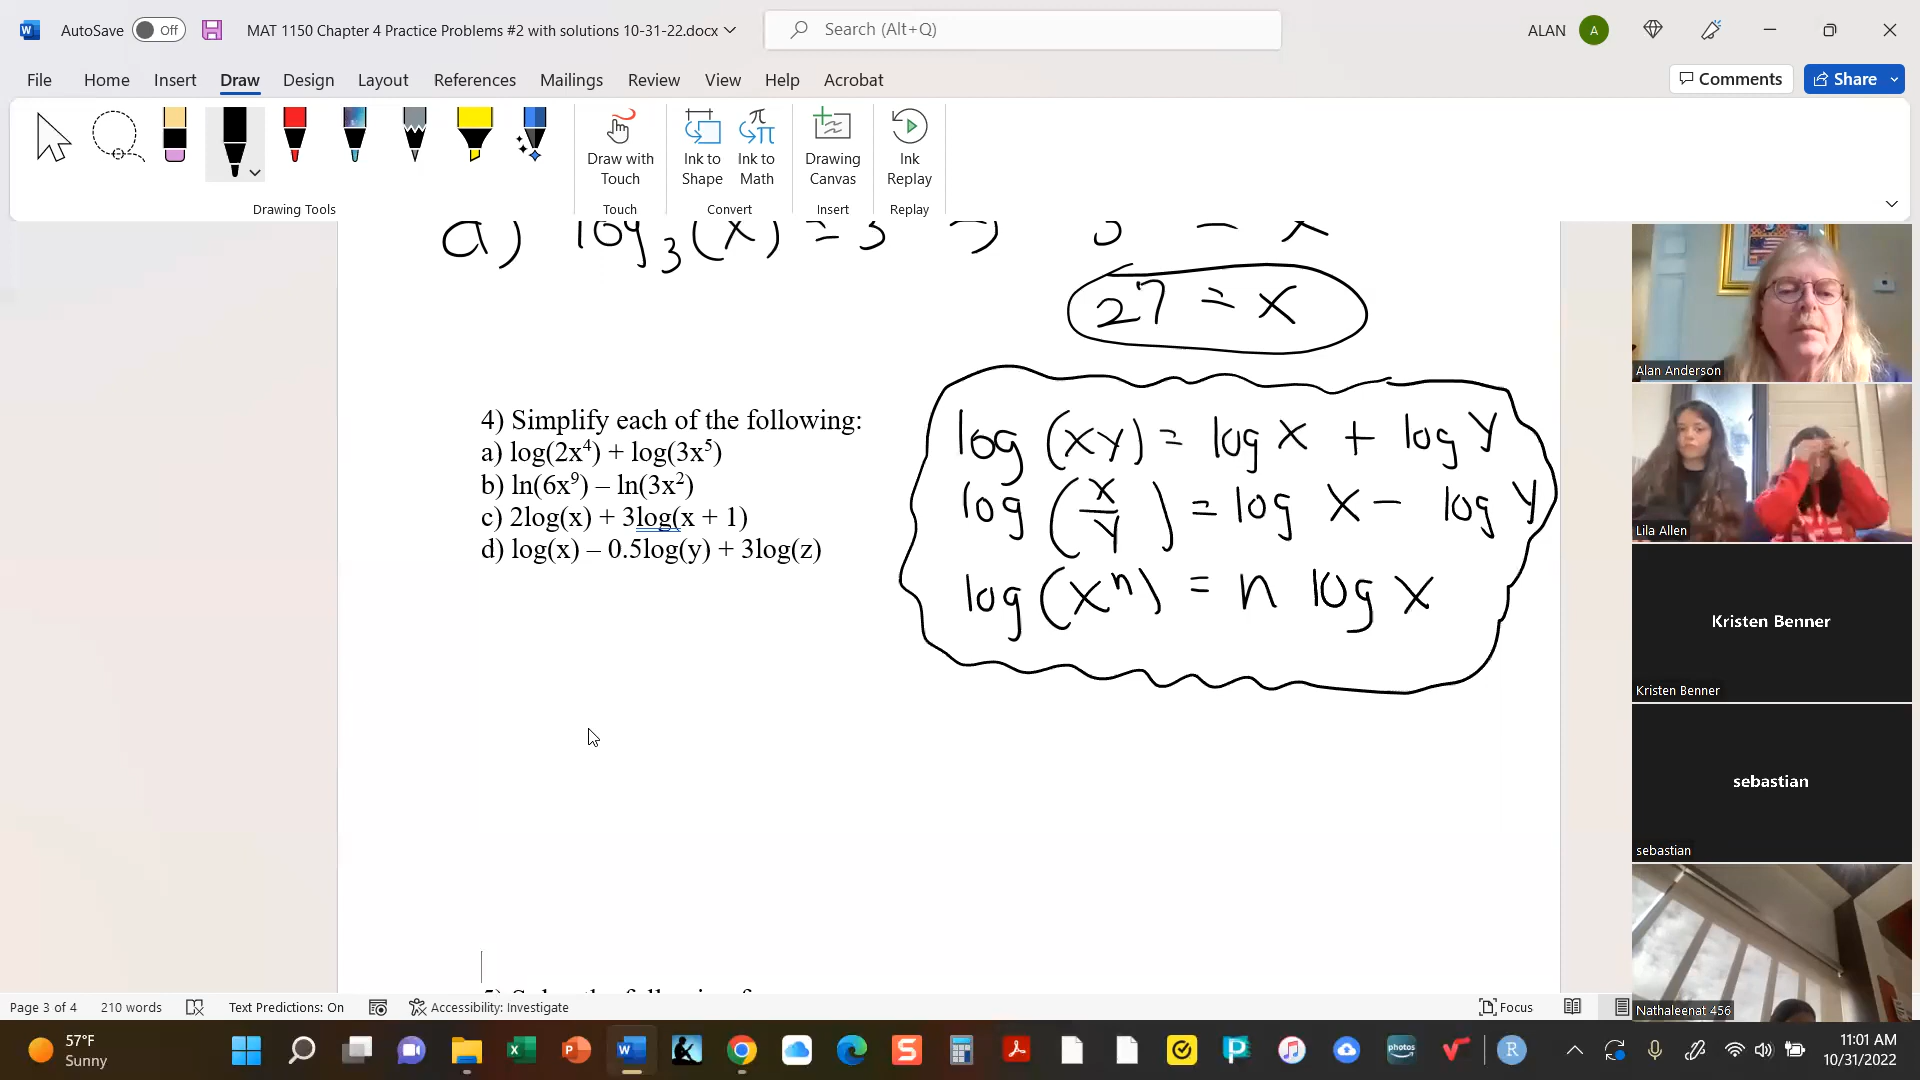 AutoSave Off MAT 1150 Chapter 4 Practice Problems #2 with solutions 10-31-22.docx Search (Alt+Q) ALAN A
File Home Insert Draw Design Layout References Mailings Review View Help Acrobat Comments Share
Draw with Touch
Ink to Shape
Ink to Math
Drawing Canvas
Ink Replay
Drawing Tools Touch Convert Insert Replay
a) log₃(x) = 3
27 = x
4) Simplify each of the following:
a) log(2x⁴) + log(3x⁵)
b) ln(6x⁹) – ln(3x²)
c) 2log(x) + 3log(x + 1)
d) log(x) – 0.5log(y) + 3log(z)
log (xy) = log x + log y
log (x/y) = log x - log y
log (xⁿ) = n log x
Alan Anderson
Lila Allen
Kristen Benner
Kristen Benner
sebastian
sebastian
Nathaleenat 456
Page 3 of 4 210 words Text Predictions: On Accessibility: Investigate Focus
57°F
Sunny
photos
R
11:01 AM
10/31/2022